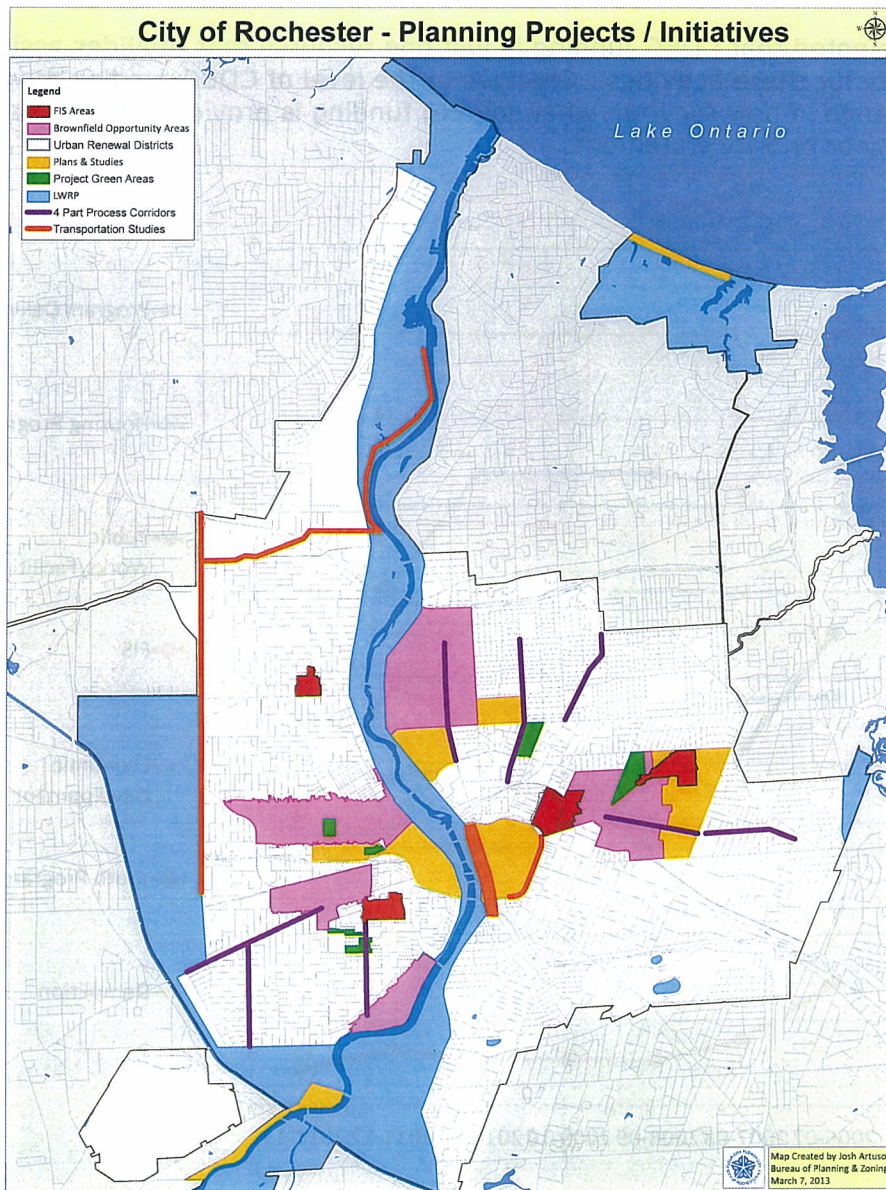 City of Rochester - Planning Projects / Initiatives
N
Lake Ontario
Legend
FIS Areas
Brownfield Opportunity Areas
Urban Renewal Districts
Plans & Studies
Project Green Areas
LWRP
4 Part Process Corridors
Transportation Studies
Map Created by Josh Artuso
Bureau of Planning & Zoning
March 7, 2013